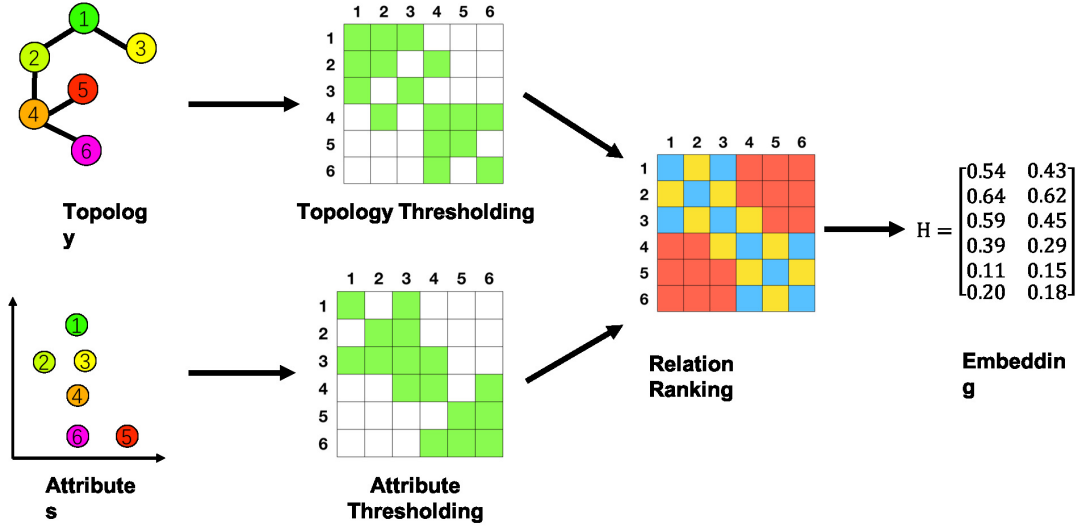 1
2
3
4
5
6
Topolog
y
1 2 3 4 5 6
1
2
3
4
5
6
Topology Thresholding
1
2 3
4
6 5
Attribute
s
1 2 3 4 5 6
1
2
3
4
5
6
Attribute
Thresholding
1 2 3 4 5 6
1
2
3
4
5
6
Relation
Ranking
H =
0.54 0.43
0.64 0.62
0.59 0.45
0.39 0.29
0.11 0.15
0.20 0.18
Embeddin
g